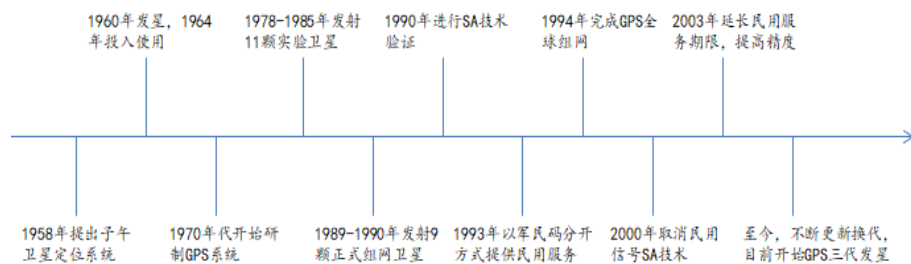 1960年发星，1964
年投入使用
1978-1985年发射
11颗实验卫星
1990年进行SA技术
验证
1994年完成GPS全
球组网
2003年延长民用服
务期限，提高精度
1958年提出子午
卫星定位系统
1970年代开始研
制GPS系统
1989-1990年发射9
颗正式组网卫星
1993年以军民码分开
方式提供民用服务
2000年取消民用
信号SA技术
至今，不断更新换代，
目前开始GPS三代发星